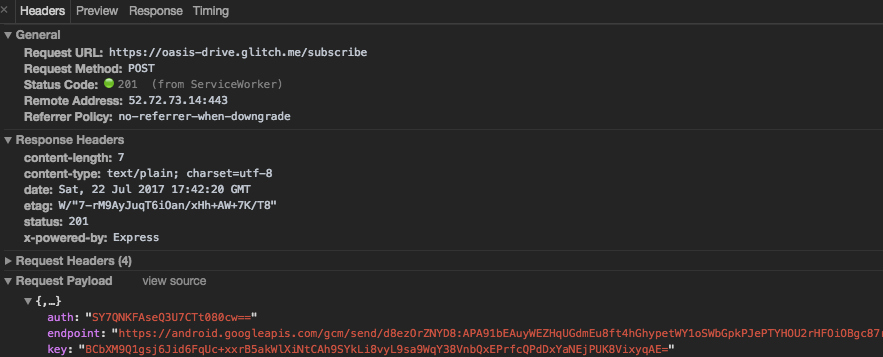 × Headers Preview Response Timing
▼ General
Request URL: https://oasis-drive.glitch.me/subscribe
Request Method: POST
Status Code: 201 (from ServiceWorker)
Remote Address: 52.72.73.14:443
Referrer Policy: no-referrer-when-downgrade
▼ Response Headers
content-length: 7
content-type: text/plain; charset=utf-8
date: Sat, 22 Jul 2017 17:42:20 GMT
etag: W/"7-rM9AyJuqT6iOan/xHh+AW+7K/T8"
status: 201
x-powered-by: Express
▶ Request Headers (4)
▼ Request Payload view source
▼ {,…}
auth: "SY7QNKFAseQ3U7CTt080cw=="
endpoint: "https://android.googleapis.com/gcm/send/d8ezOrZNYD8:APA91bEAuyWEZHqUGdmEu8ft4hGhypetWY1oSWbGpkPJePTYHOU2rHFOiOBgc87
key: "BCbXM9Q1gsj6Jid6FqUc+xxrB5akWlXiNtCAh9SYkLi8vyL9sa9WqY38VnbQxEPrfcQPdDxYaNEjPUK8VixyqAE="